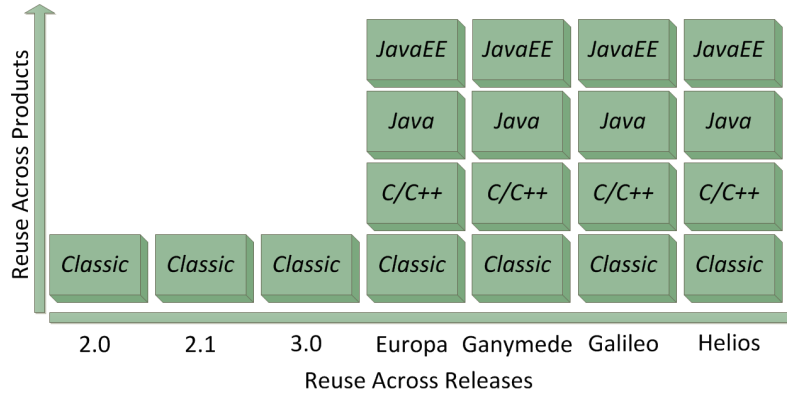 Reuse Across Products
JavaEE JavaEE JavaEE JavaEE
Java Java Java Java
C/C++ C/C++ C/C++ C/C++
Classic Classic Classic Classic Classic Classic Classic
2.0 2.1 3.0 Europa Ganymede Galileo Helios
Reuse Across Releases